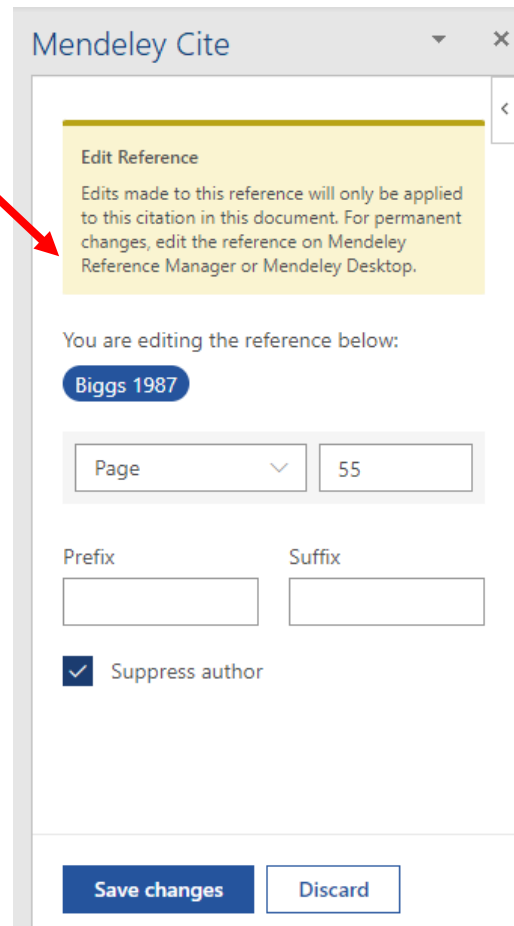 Mendeley Cite
Edit Reference
Edits made to this reference will only be applied
to this citation in this document. For permanent
changes, edit the reference on Mendeley
Reference Manager or Mendeley Desktop.
You are editing the reference below:
Biggs 1987
Page 55
Prefix Suffix
Suppress author
Save changes Discard